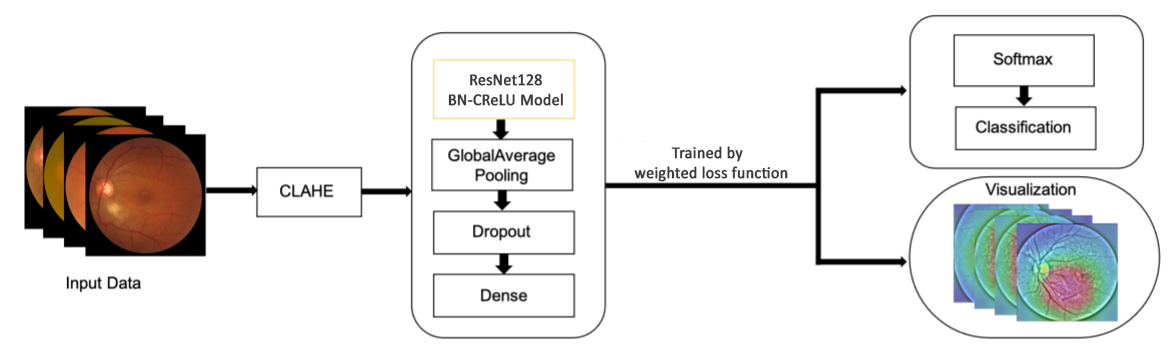 Input Data
CLAHE
ResNet128
BN-CReLU Model
GlobalAverage
Pooling
Dropout
Dense
Trained by
weighted loss function
Softmax
Classification
Visualization